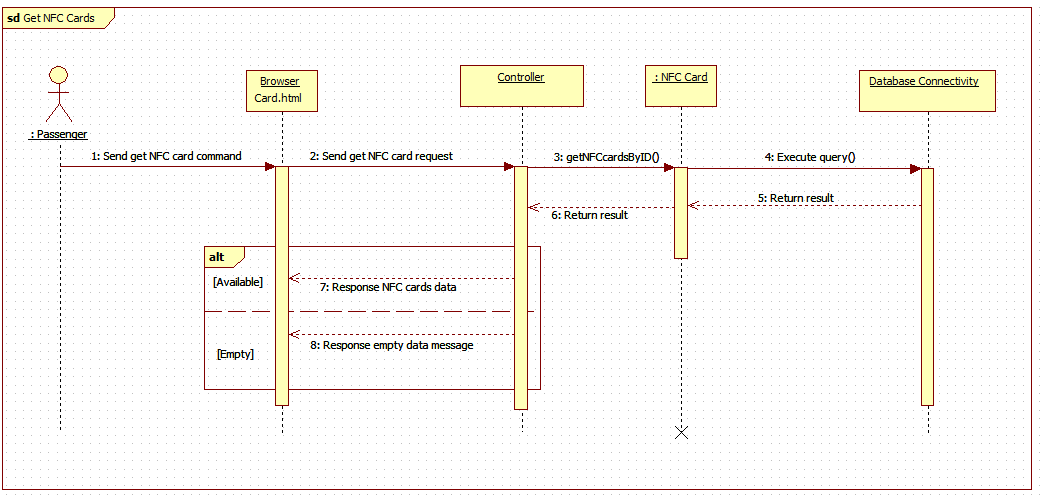 sd Get NFC Cards
: Passenger
Browser
Card.html
Controller
: NFC Card
Database Connectivity
1: Send get NFC card command
2: Send get NFC card request
3: getNFCcardsByID()
4: Execute query()
5: Return result
6: Return result
alt
[Available]
7: Response NFC cards data
8: Response empty data message
[Empty]